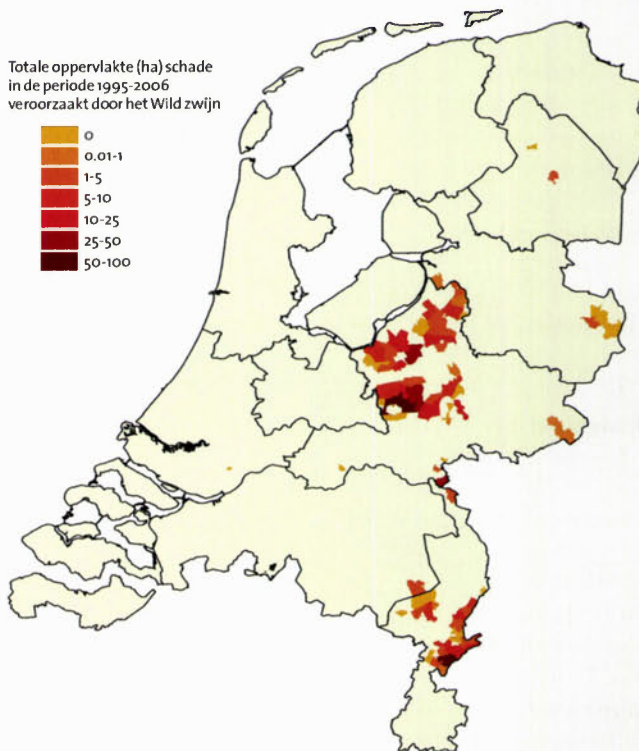 Totale oppervlakte (ha) schade
in de periode 1995-2006
veroorzaakt door het Wild zwijn
0
0.01-1
1-5
5-10
10-25
25-50
50-100